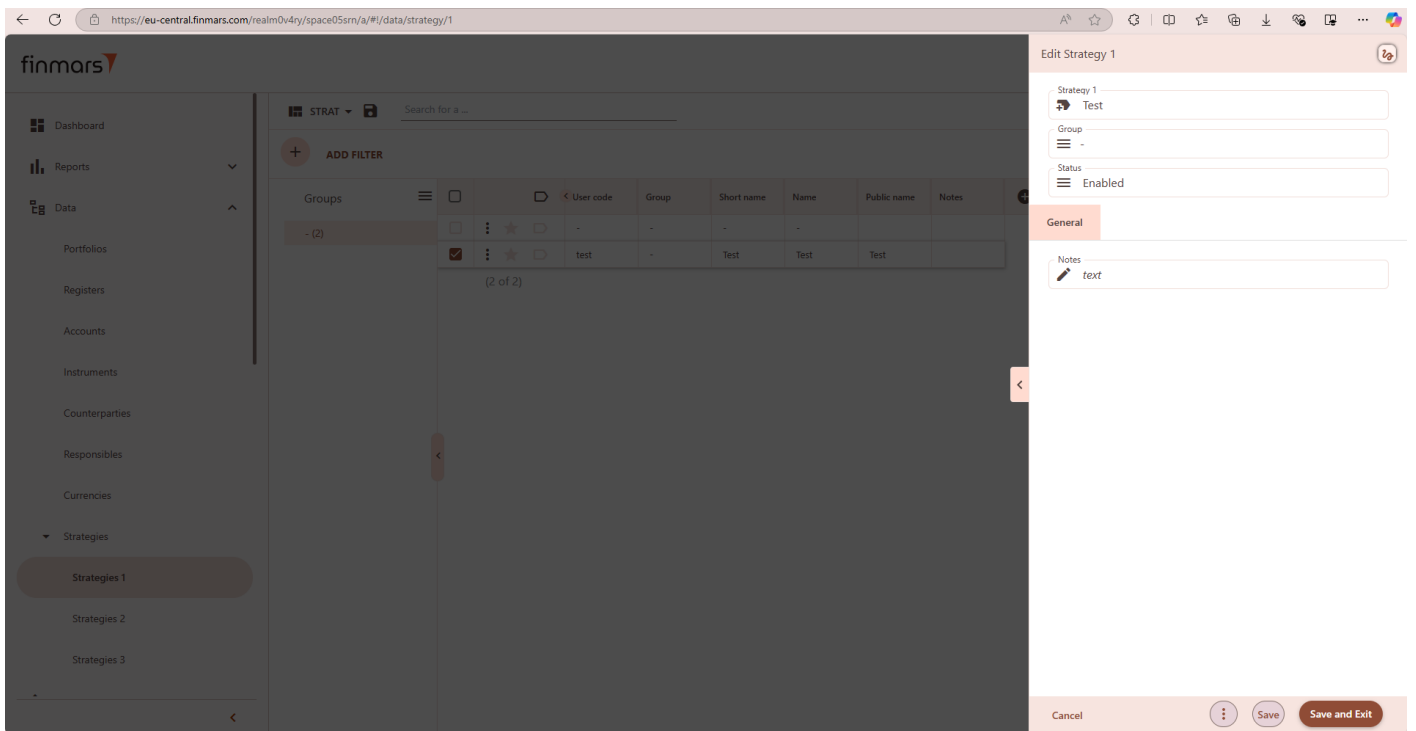 https://eu-central.finmars.com/realm0v4ry/space05srn/a/#!/data/strategy/1
finmars
Dashboard
Reports
Data
Portfolios
Registers
Accounts
Instruments
Counterparties
Responsibles
Currencies
Strategies
Strategies 1
Strategies 2
Strategies 3
STRAT
Search for a ...
ADD FILTER
Groups
- (2)
User code Group Short name Name Public name Notes
- - - -
test - Test Test Test
(2 of 2)
Edit Strategy 1
Strategy 1
Test
Group
-
Status
Enabled
General
Notes
text
Cancel
Save
Save and Exit